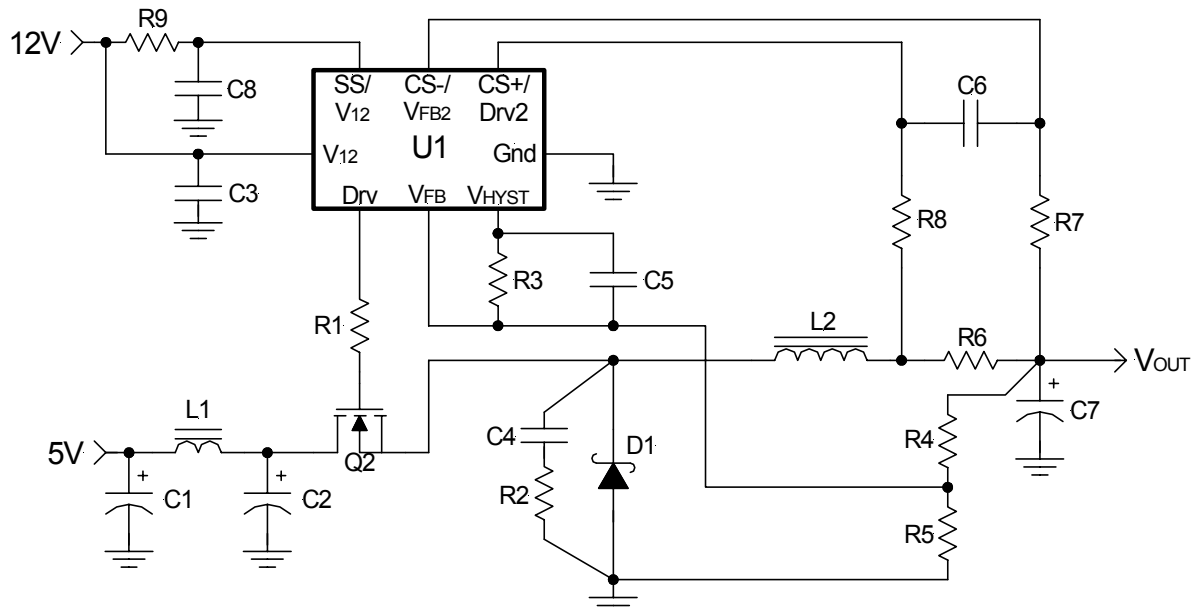 R9
12V
SS/
V12
CS-/
VFB2
CS+/
Drv2
C6
C8
U1
V12
Gnd
C3
Drv
VFB
VHYST
R8
R7
R3
C5
R1
L2
R6
VOUT
L1
C4
D1
R4
C7
5V
Q2
C1
C2
R2
R5